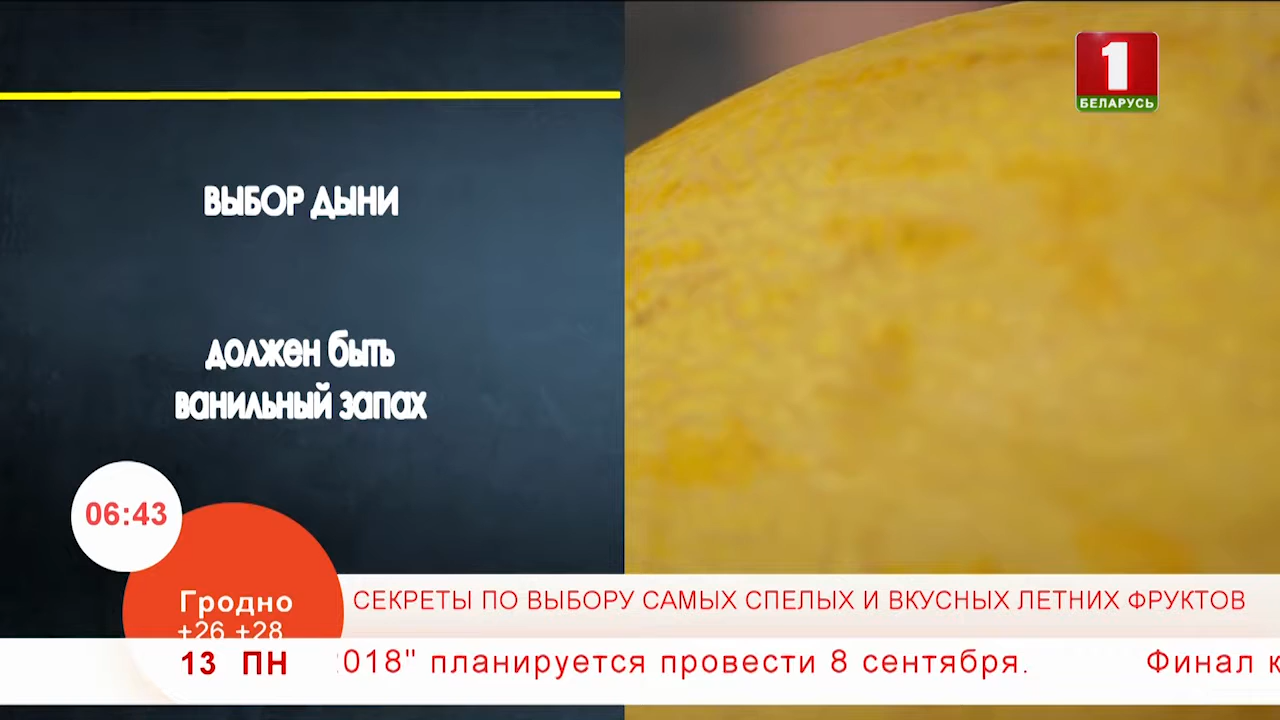 1
БЕЛАРУСЬ
ВЫБОР ДЫНИ
должен быть
ванильный запах
06:43
Гродно
+26 +28
СЕКРЕТЫ ПО ВЫБОРУ САМЫХ СПЕЛЫХ И ВКУСНЫХ ЛЕТНИХ ФРУКТОВ
13 ПН
018" планируется провести 8 сентября. Финал